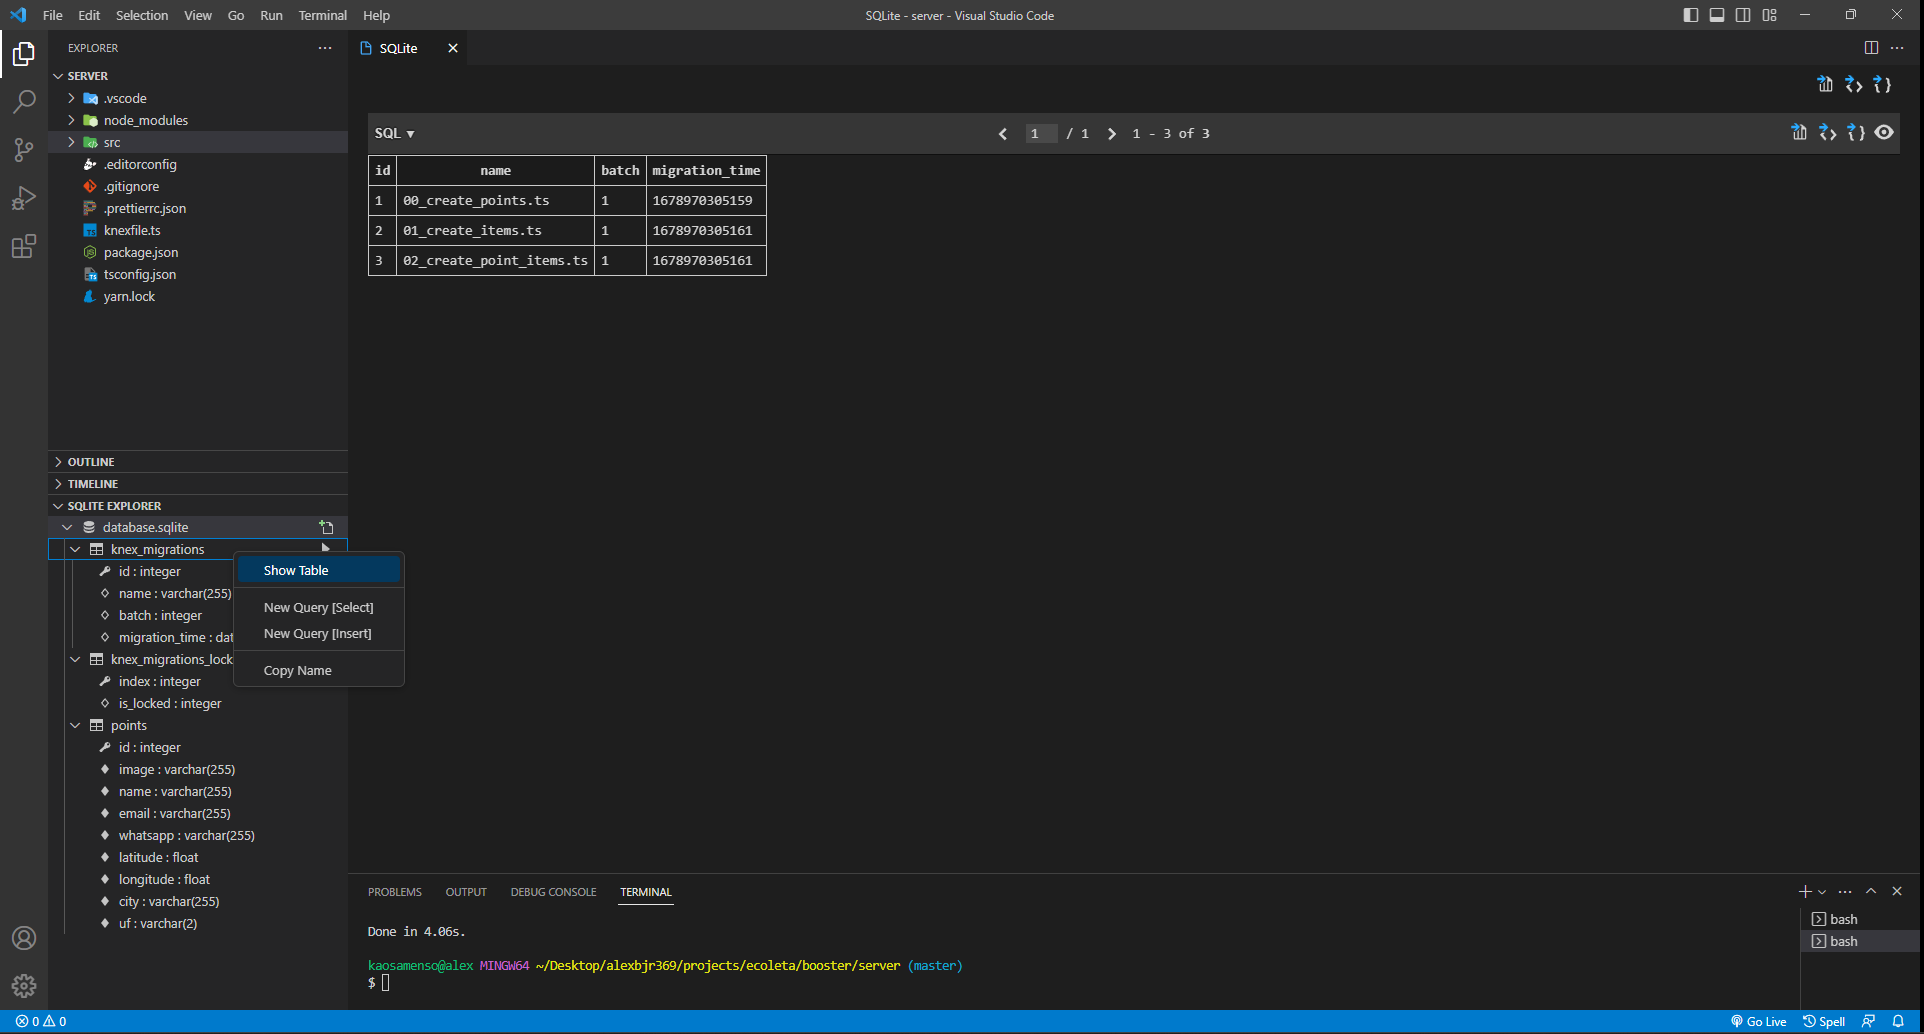 File Edit Selection View Go Run Terminal Help
SQLite - server - Visual Studio Code
EXPLORER
SERVER
.vscode
node_modules
src
.editorconfig
.gitignore
.prettierrc.json
knexfile.ts
package.json
tsconfig.json
yarn.lock
OUTLINE
TIMELINE
SQLITE EXPLORER
database.sqlite
knex_migrations
id : integer
name : varchar(255)
batch : integer
migration_time : dat
knex_migrations_lock
index : integer
is_locked : integer
points
id : integer
image : varchar(255)
name : varchar(255)
email : varchar(255)
whatsapp : varchar(255)
latitude : float
longitude : float
city : varchar(255)
uf : varchar(2)
Show Table
New Query [Select]
New Query [Insert]
Copy Name
SQLite
SQL 1 / 1 1 - 3 of 3
id name batch migration_time
1 00_create_points.ts 1 1678970305159
2 01_create_items.ts 1 1678970305161
3 02_create_point_items.ts 1 1678970305161
PROBLEMS OUTPUT DEBUG CONSOLE TERMINAL
Done in 4.06s.
kaosamensq@alex MINGW64 ~/Desktop/alexbjr369/projects/ecoleta/booster/server (master)
$
bash
bash
0 0
Go Live Spell